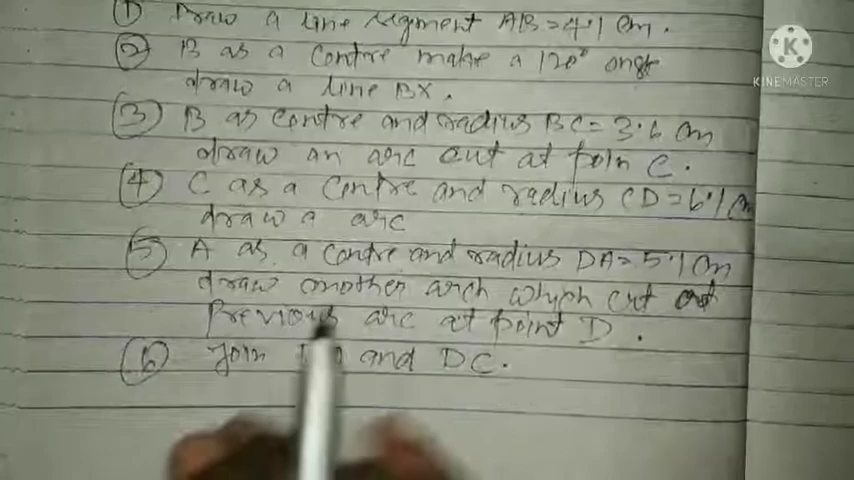 ① Draw a line segment AB=4.1 cm.
② B as a centre make a 120° angle
draw a line BX.
③ B as centre and radius BC=3.6 cm
draw an arc cut at poin C.
④ C as a centre and radius CD=6.1 cm
draw a arc
⑤ A as a centre and radius DA=5.1 cm
draw another arch which cut
Previous arc at point D.
⑥ Join and DC.
K
KINEMASTER